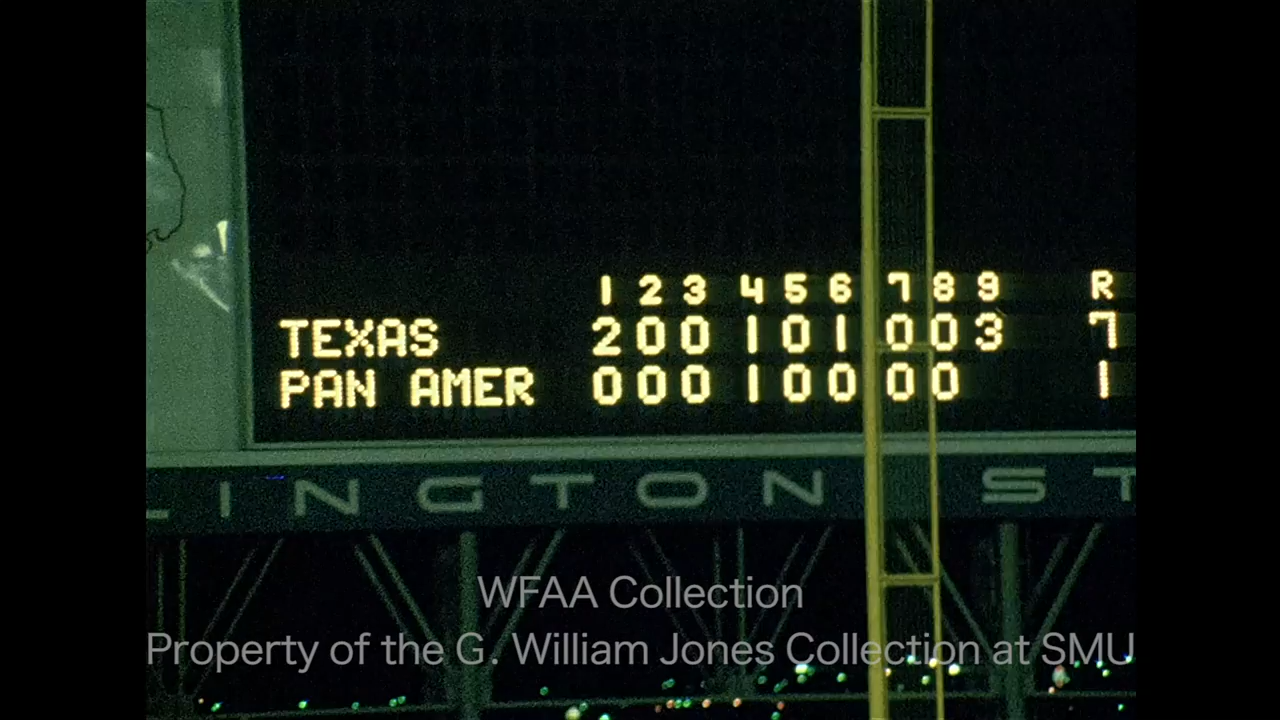 1 2 3 4 5 6 7 8 9 R
TEXAS 2 0 0 1 0 1 0 0 3 7
PAN AMER 0 0 0 1 0 0 0 0 1
LINGTON ST
WFAA Collection
Property of the G. William Jones Collection at SMU